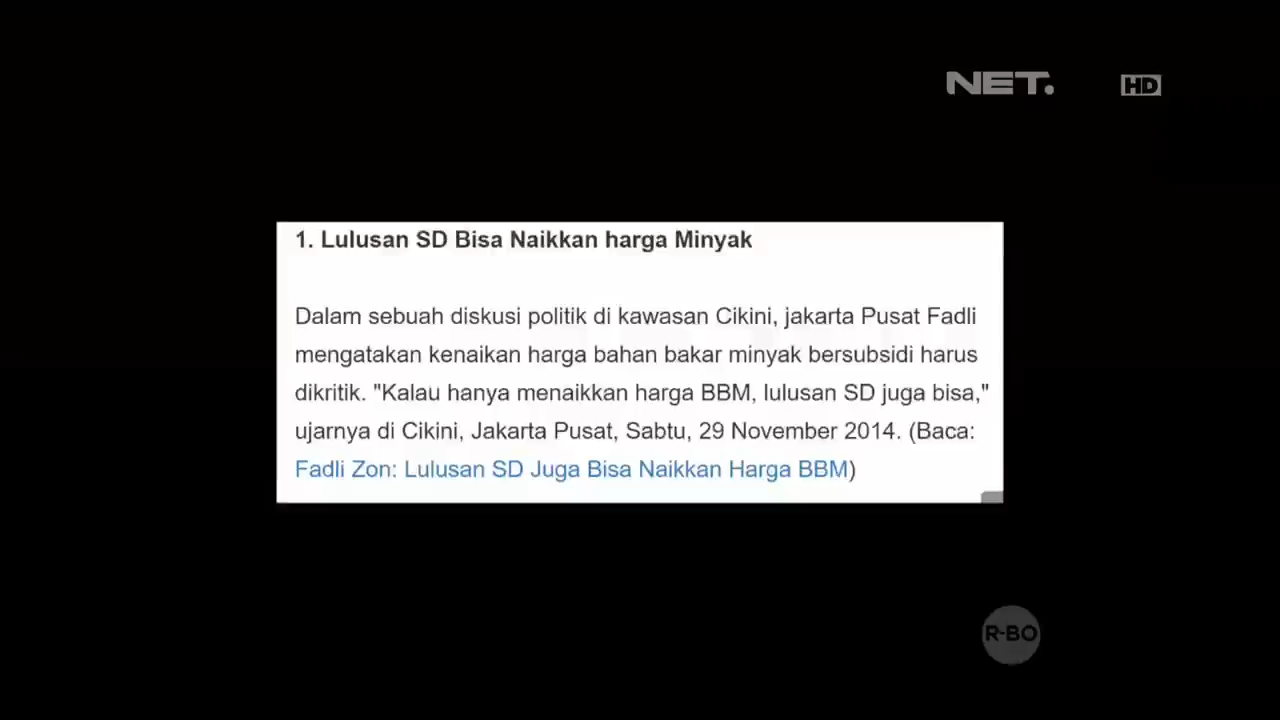 NET. HD
1. Lulusan SD Bisa Naikkan harga Minyak
Dalam sebuah diskusi politik di kawasan Cikini, jakarta Pusat Fadli
mengatakan kenaikan harga bahan bakar minyak bersubsidi harus
dikritik. "Kalau hanya menaikkan harga BBM, lulusan SD juga bisa,"
ujarnya di Cikini, Jakarta Pusat, Sabtu, 29 November 2014. (Baca:
Fadli Zon: Lulusan SD Juga Bisa Naikkan Harga BBM)
R-BO